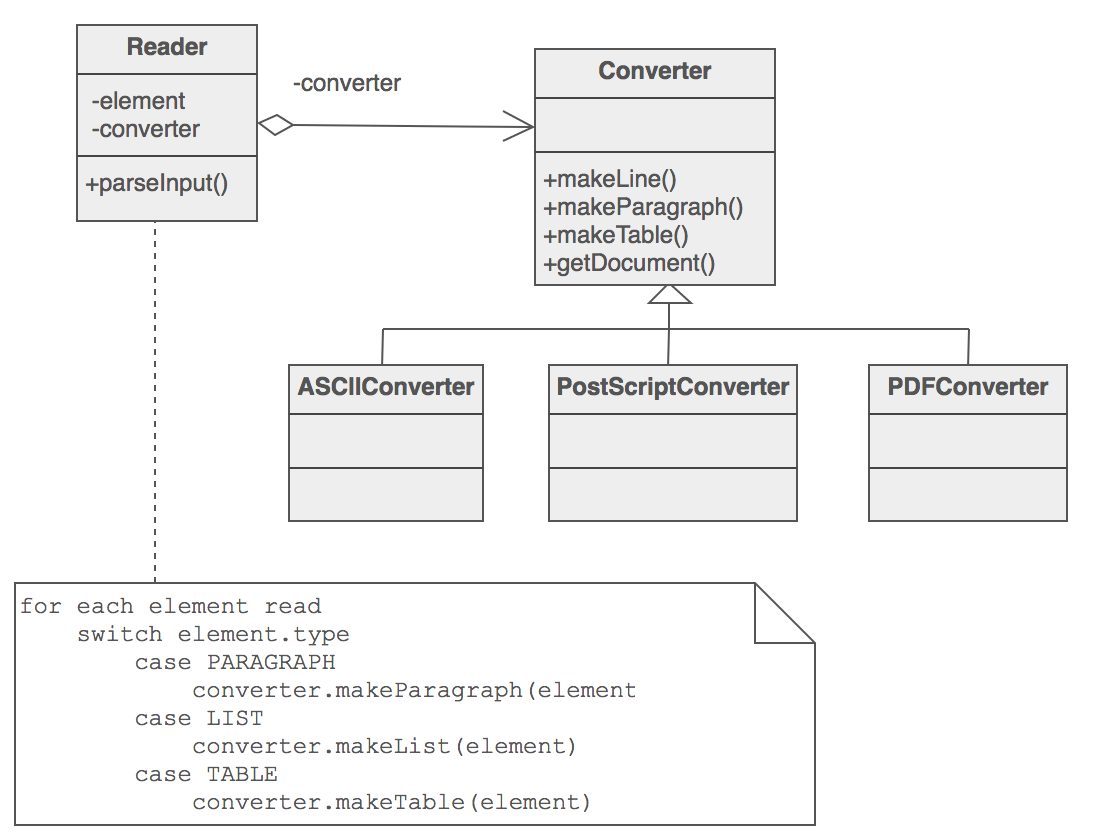 Reader
-element
-converter
+parseInput()
-converter
Converter
+makeLine()
+makeParagraph()
+makeTable()
+getDocument()
ASCIIConverter
PostScriptConverter
PDFConverter
for each element read
    switch element.type
        case PARAGRAPH
            converter.makeParagraph(element
        case LIST
            converter.makeList(element)
        case TABLE
            converter.makeTable(element)